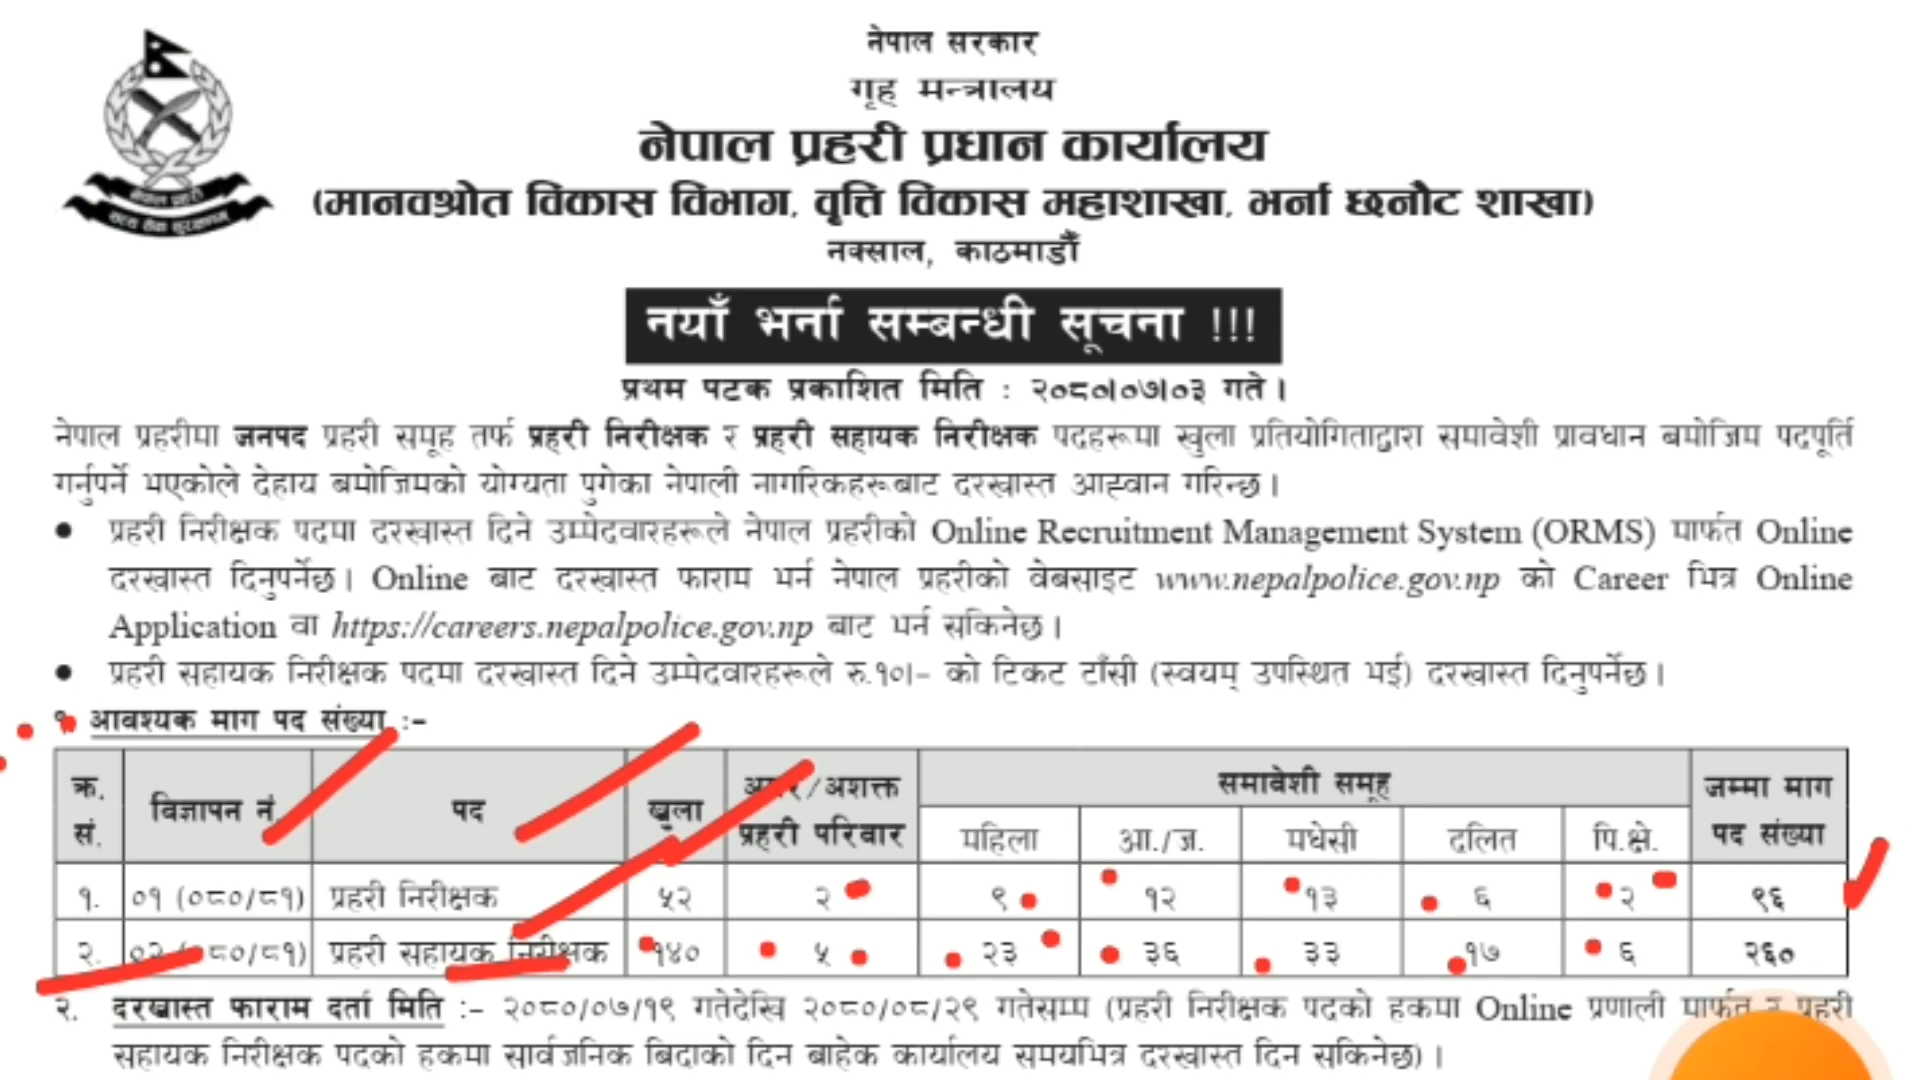 नेपाल सरकार
गृह मन्त्रालय
नेपाल प्रहरी प्रधान कार्यालय
(मानवश्रोत विकास विभाग, वृत्ति विकास महाशाखा, भर्ना छनौट शाखा)
नक्साल, काठमाडौँ
नेपाल प्रहरी
सत्य सेवा सुरक्षणम्
नयाँ भर्ना सम्बन्धी सूचना !!!
प्रथम पटक प्रकाशित मिति : २०८०।०७।०३ गते ।
नेपाल प्रहरीमा जनपद प्रहरी समूह तर्फ प्रहरी निरीक्षक र प्रहरी सहायक निरीक्षक पदहरूमा खुला प्रतियोगिताद्वारा समावेशी प्रावधान बमोजिम पदपूर्ति
गर्नुपर्ने भएकोले देहाय बमोजिमको योग्यता पुगेका नेपाली नागरिकहरूबाट दरखास्त आह्वान गरिन्छ ।
● प्रहरी निरीक्षक पदमा दरखास्त दिने उम्मेदवारहरूले नेपाल प्रहरीको Online Recruitment Management System (ORMS) मार्फत Online
दरखास्त दिनुपर्नेछ । Online बाट दरखास्त फाराम भर्न नेपाल प्रहरीको वेबसाइट www.nepalpolice.gov.np को Career भित्र Online
Application वा https://careers.nepalpolice.gov.np बाट भर्न सकिनेछ ।
● प्रहरी सहायक निरीक्षक पदमा दरखास्त दिने उम्मेदवारहरूले रु.१०।– को टिकट टाँसी (स्वयम् उपस्थित भई) दरखास्त दिनुपर्नेछ ।
१. आवश्यक माग पद संख्या :–
क्र. सं. विज्ञापन नं. पद खुला /अशक्त प्रहरी परिवार समावेशी समूह जम्मा माग पद संख्या
महिला आ./ज. मधेसी दलित पि.क्षे.
१. ०१ (०८०/८१) प्रहरी निरीक्षक ५२ २ ९ १२ १३ ६ २ ९६
२. ०२ (०८०/८१) प्रहरी सहायक निरीक्षक १४० ५ २३ ३६ ३३ १७ ६ २६०
२. दरखास्त फाराम दर्ता मिति :– २०८०/०७/१९ गतेदेखि २०८०/०८/२९ गतेसम्म (प्रहरी निरीक्षक पदको हकमा Online प्रणाली मार्फत र प्रहरी
सहायक निरीक्षक पदको हकमा सार्वजनिक बिदाको दिन बाहेक कार्यालय समयभित्र दरखास्त दिन सकिनेछ) ।